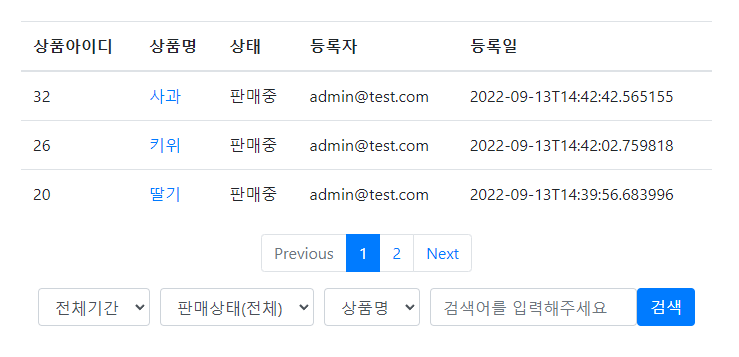 상품아이디 상품명 상태 등록자 등록일
32 사과 판매중 admin@test.com 2022-09-13T14:42:42.565155
26 키위 판매중 admin@test.com 2022-09-13T14:42:02.759818
20 딸기 판매중 admin@test.com 2022-09-13T14:39:56.683996
Previous 1 2 Next
전체기간 판매상태(전체) 상품명 검색어를 입력해주세요 검색